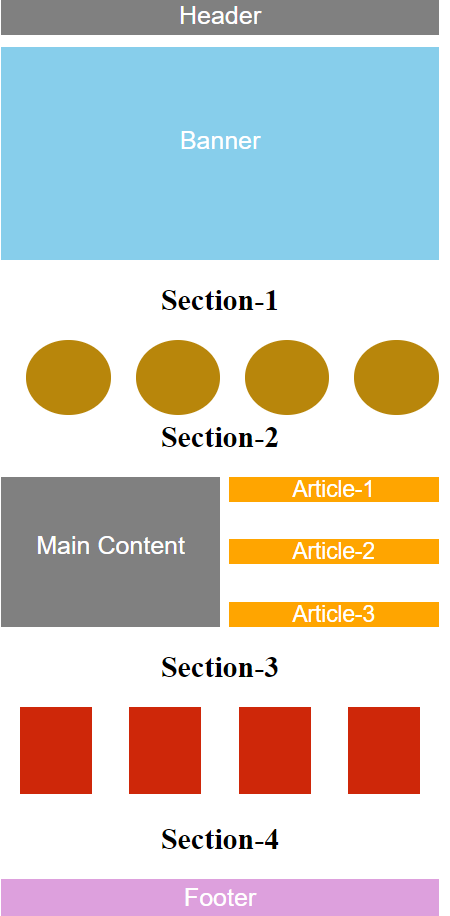 Header
Banner
Section-1
Section-2
Main Content
Article-1
Article-2
Article-3
Section-3
Section-4
Footer